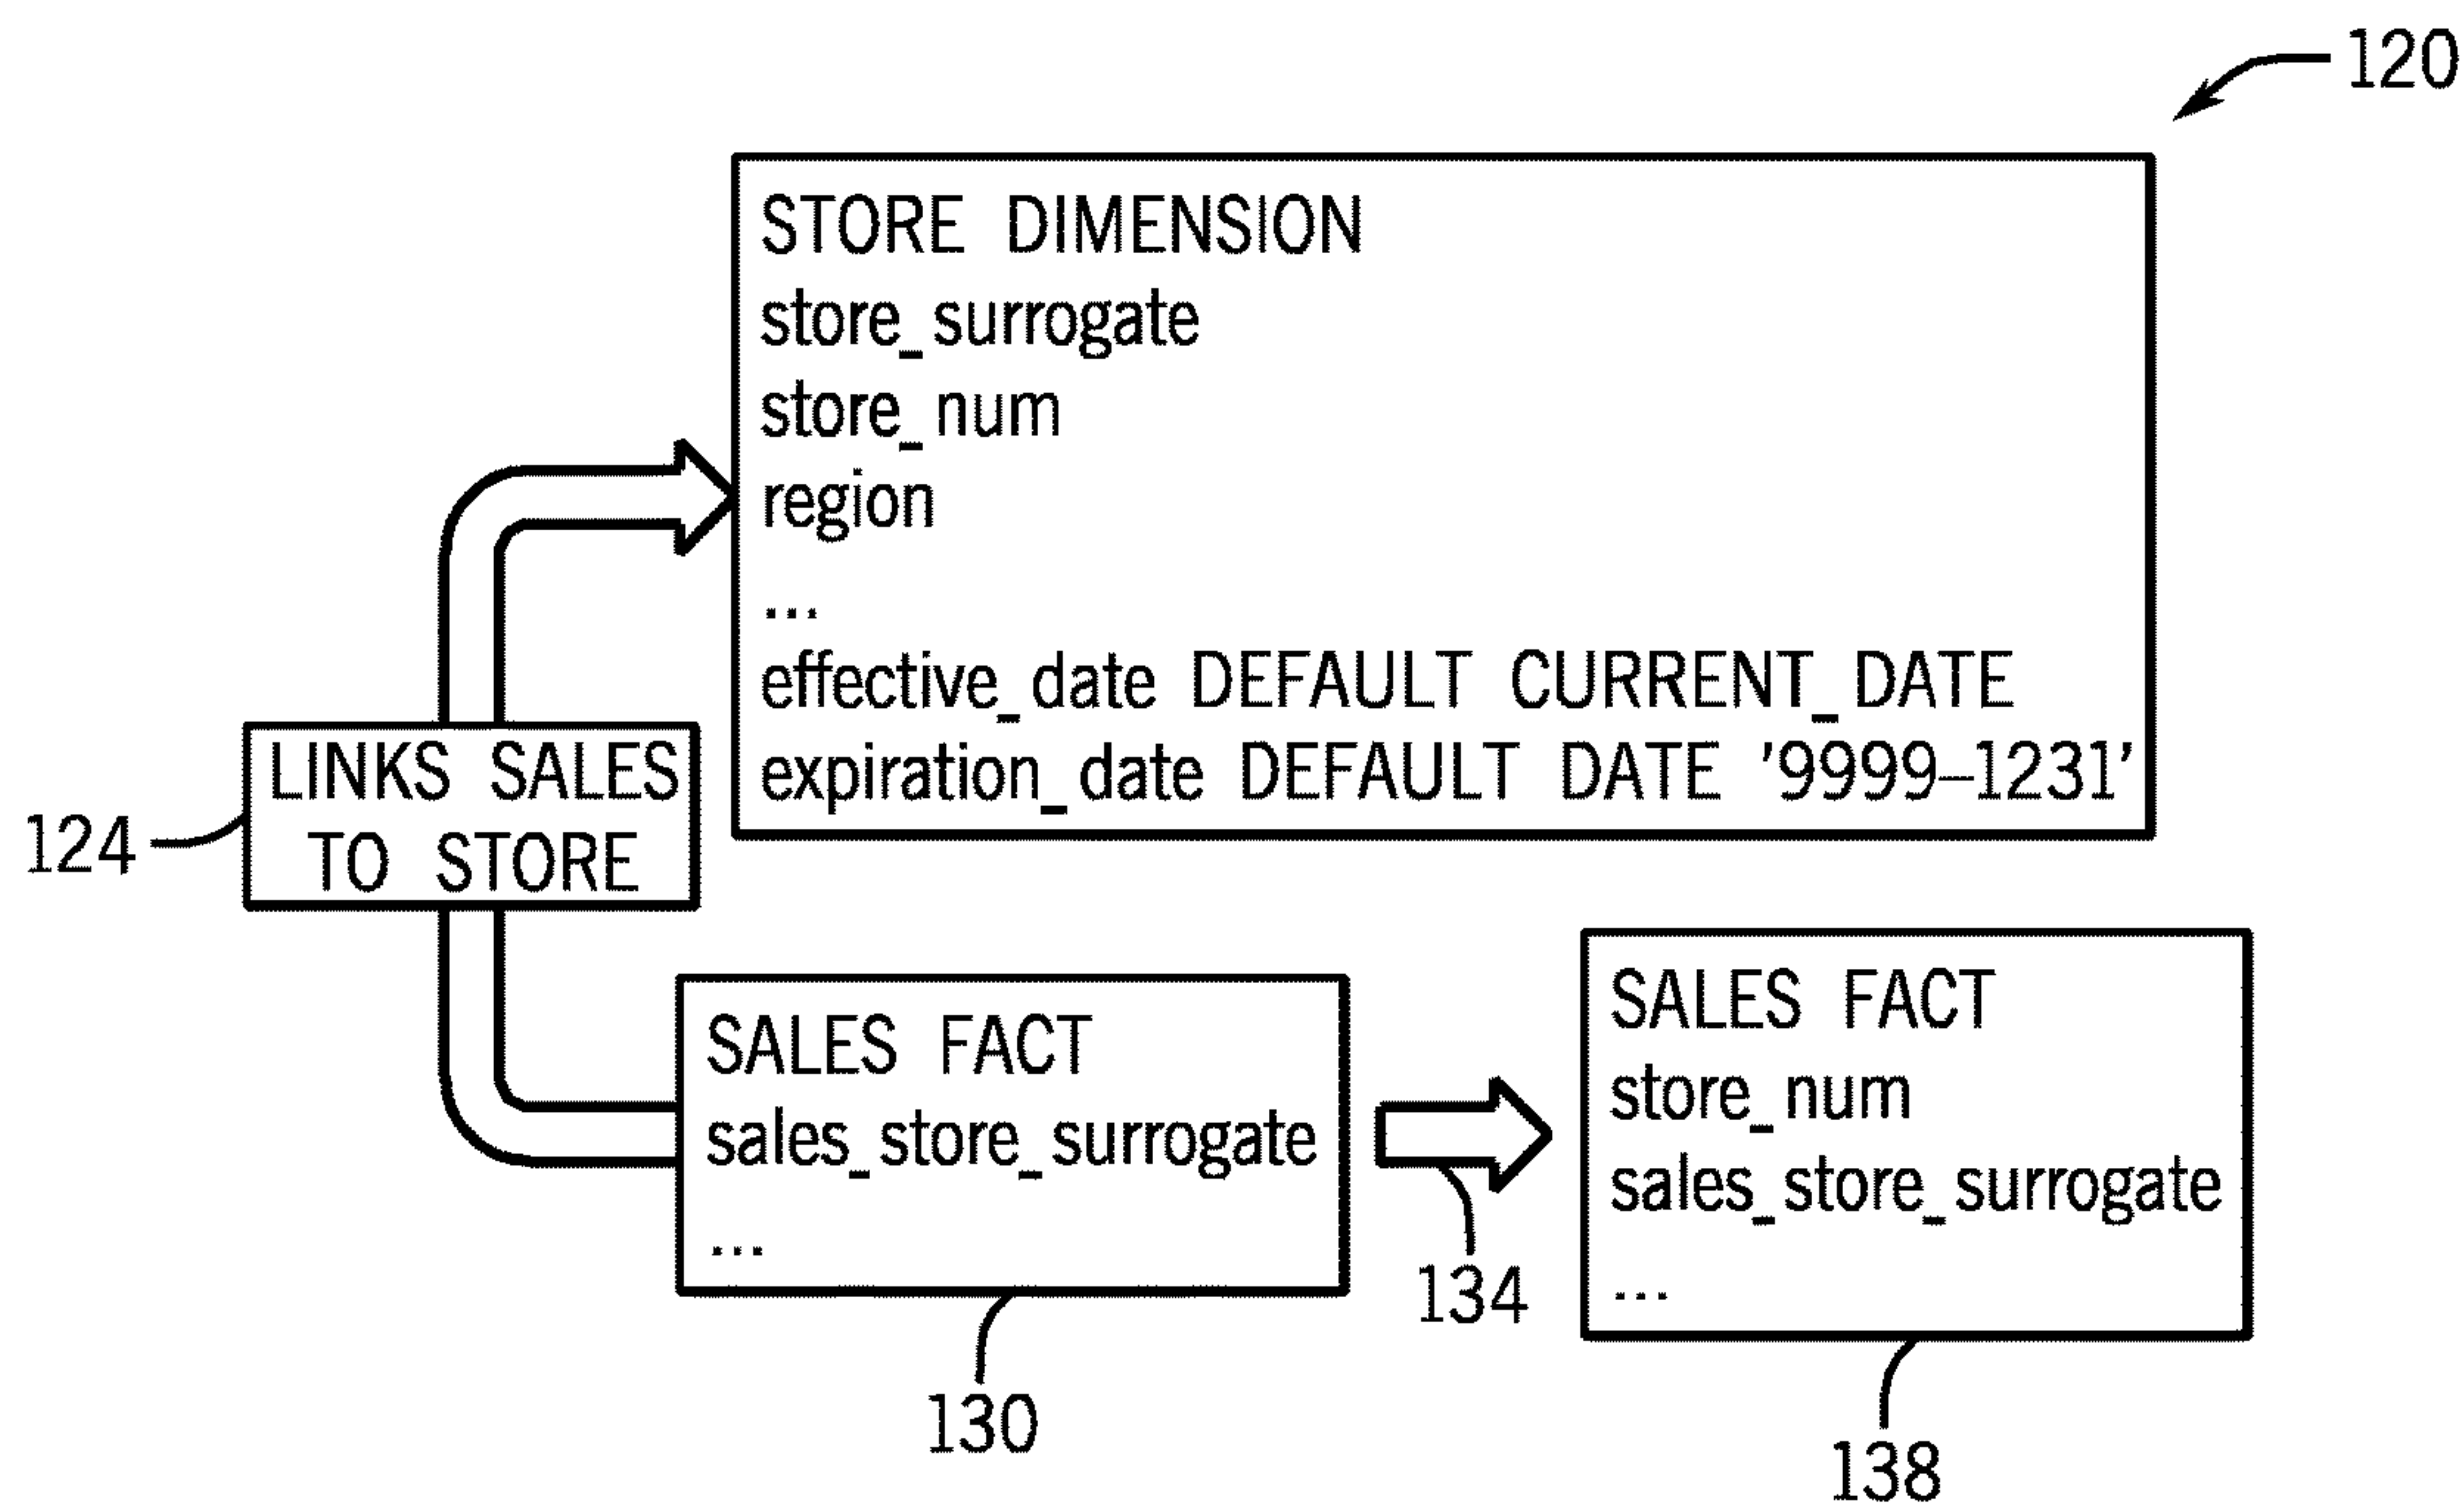 120
STORE DIMENSION
store_surrogate
store_num
region
...
effective_date DEFAULT CURRENT_DATE
expiration_date DEFAULT DATE '9999–1231'
LINKS SALES
TO STORE
124
SALES FACT
sales_store_surrogate
...
130
134
SALES FACT
store_num
sales_store_surrogate
...
138